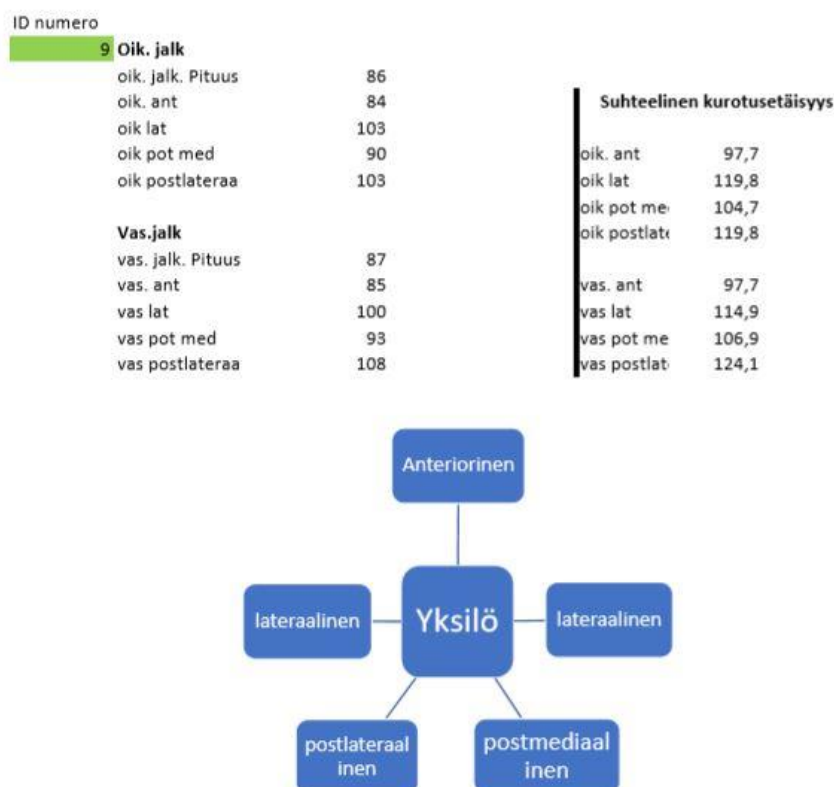 ID numero
9 Oik. jalk
oik. jalk. Pituus 86
oik. ant 84
oik lat 103
oik pot med 90
oik postlateraa 103
Vas.jalk
vas. jalk. Pituus 87
vas. ant 85
vas lat 100
vas pot med 93
vas postlateraa 108
Suhteelinen kurotusetäisyys
oik. ant 97,7
oik lat 119,8
oik pot me 104,7
oik postlate 119,8
vas. ant 97,7
vas lat 114,9
vas pot me 106,9
vas postlat 124,1
Anteriorinen
lateraalinen
Yksilö
lateraalinen
postlateraal
inen
postmediaal
inen